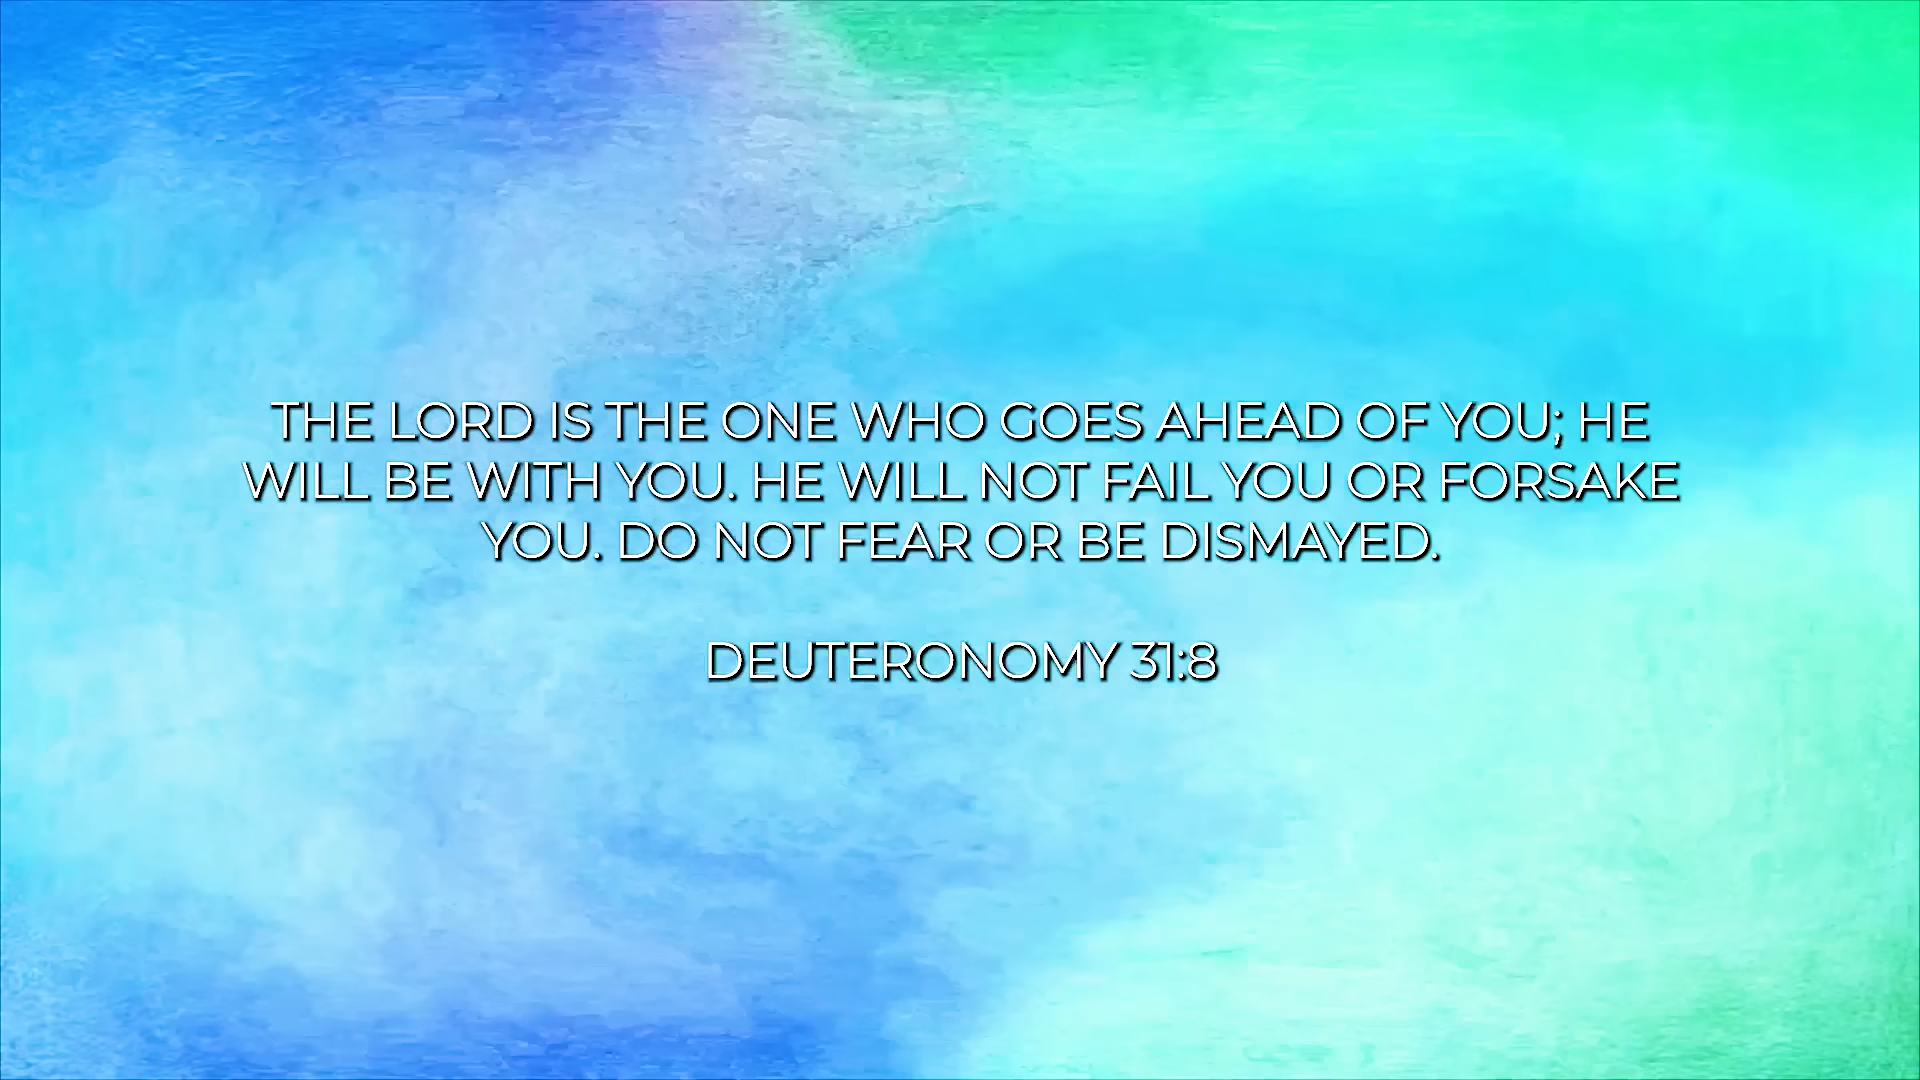 THE LORD IS THE ONE WHO GOES AHEAD OF YOU; HE
WILL BE WITH YOU. HE WILL NOT FAIL YOU OR FORSAKE
YOU. DO NOT FEAR OR BE DISMAYED.
DEUTERONOMY 31:8